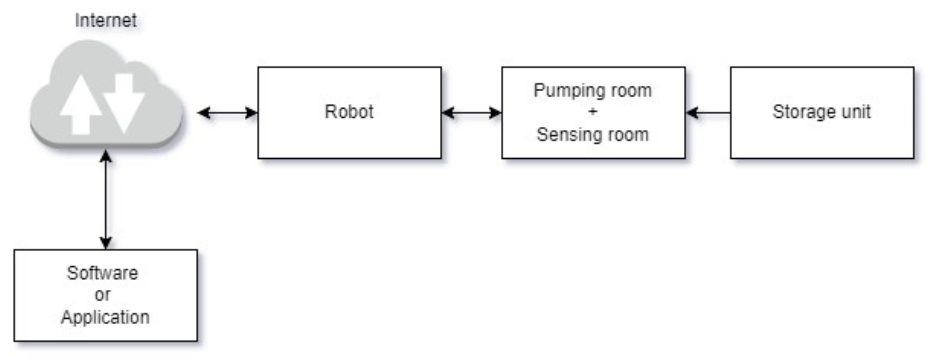 Internet
Robot
Pumping room
+
Sensing room
Storage unit
Software
or
Application